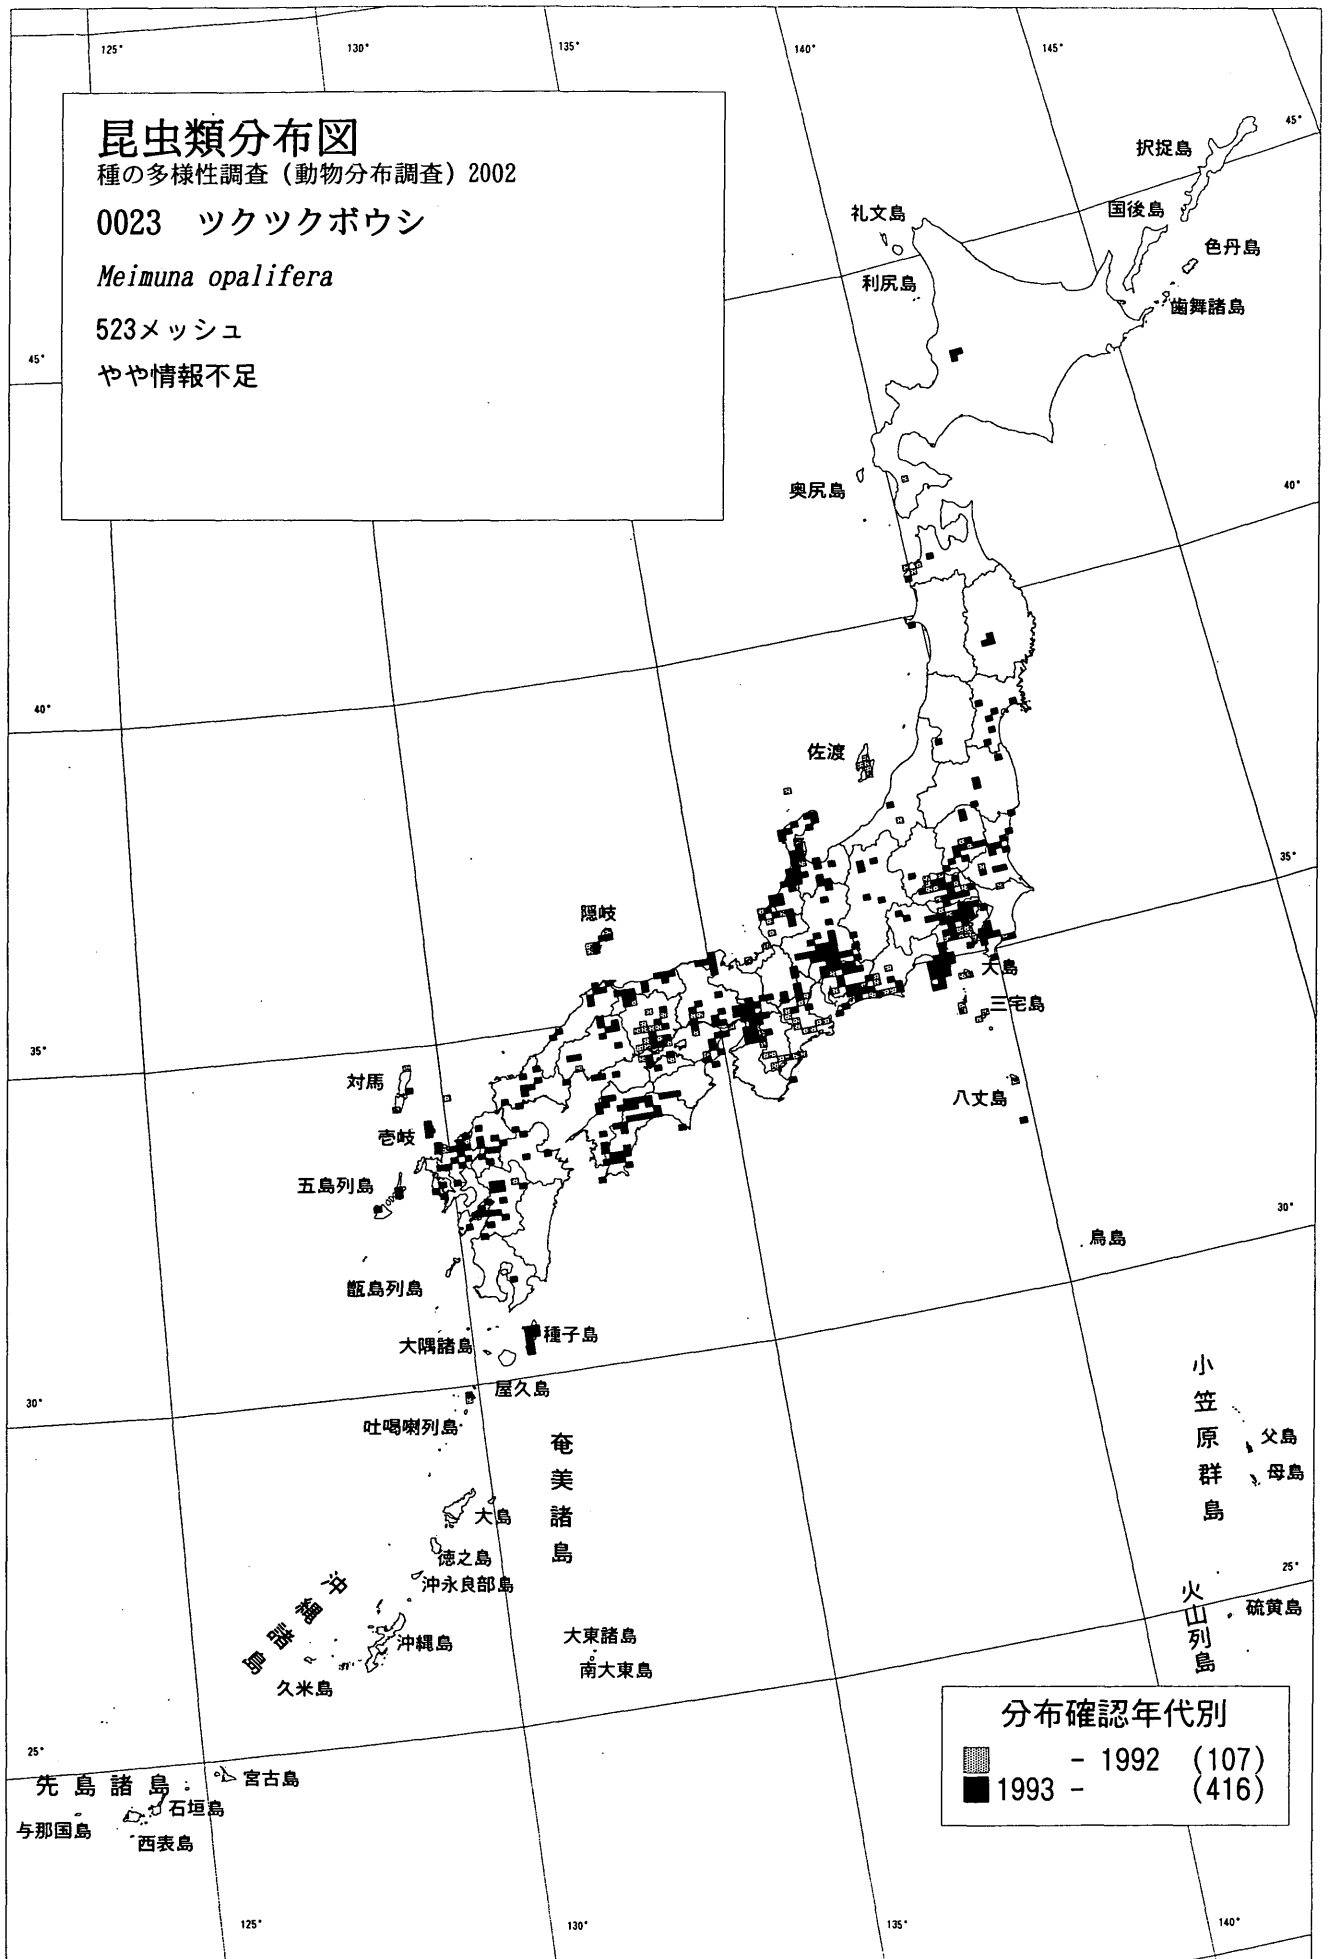 125°
130°
135°
140°
145°
昆虫類分布図
種の多様性調査 (動物分布調査) 2002
0023 ツクツクボウシ
Meimuna opalifera
523メッシュ
やや情報不足
45°
択捉島
礼文島
国後島
色丹島
利尻島
歯舞諸島
45°
奥尻島
40°
40°
佐渡
35°
隠岐
大島
三宅島
35°
対馬
八丈島
壱岐
五島列島
30°
鳥島
甑島列島
大隅諸島
種子島
小笠原群島
屋久島
30°
吐噶喇列島
奄美諸島
父島
母島
大島
徳之島
25°
沖永良部島
沖縄諸島
火山列島
硫黄島
沖縄島
大東諸島
南大東島
久米島
分布確認年代別
- 1992 (107)
1993 - (416)
25°
先島諸島
宮古島
石垣島
与那国島
西表島
125°
130°
135°
140°